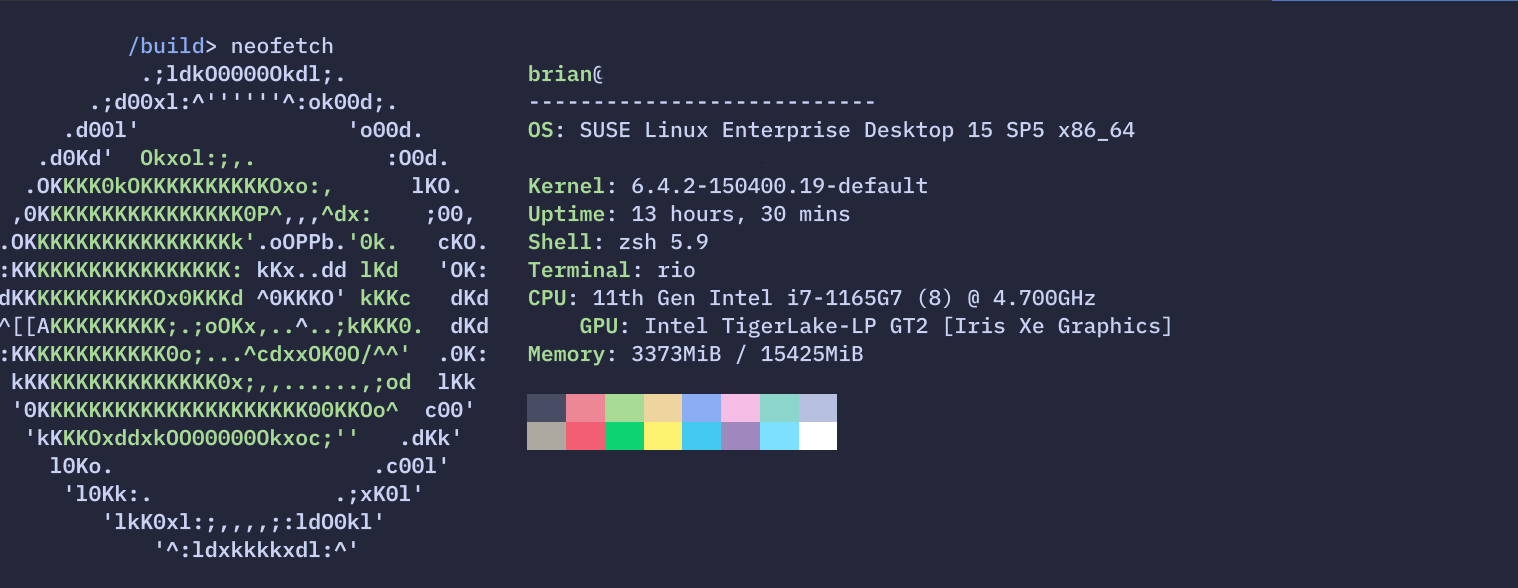 /build> neofetch
.;ldkO0000Okdl;.
brian@
.;d00xl:^''''''^:ok00d;.
---------------------------
.d00l' 'o00d.
OS: SUSE Linux Enterprise Desktop 15 SP5 x86_64
.d0Kd' Okxol:;,. :O0d.
.OKKKK0kOKKKKKKKKKKOxo:, lKO.
Kernel: 6.4.2-150400.19-default
,0KKKKKKKKKKKKKKKK0P^,,,^dx: ;00,
Uptime: 13 hours, 30 mins
.OKKKKKKKKKKKKKKKKk'.oOPPb.'0k. cKO.
Shell: zsh 5.9
:KKKKKKKKKKKKKKKKK: kKx..dd lKd 'OK:
Terminal: rio
dKKKKKKKKKKKOx0KKKd ^0KKKO' kKKc dKd
CPU: 11th Gen Intel i7-1165G7 (8) @ 4.700GHz
^[[AKKKKKKKKK;.;oOKx,..^..;kKKK0. dKd
GPU: Intel TigerLake-LP GT2 [Iris Xe Graphics]
:KKKKKKKKKKKK0o;...^cdxxOK0O/^^' .0K:
Memory: 3373MiB / 15425MiB
kKKKKKKKKKKKKKKK0x;,,......,;od lKk
'0KKKKKKKKKKKKKKKKKKKKK00KKOo^ c00'
'kKKKOxddxkOO00000Okxoc;'' .dKk'
l0Ko. .c00l'
'l0Kk:. .;xK0l'
'lkK0xl:;,,,,;:ldO0kl'
'^:ldxkkkkxdl:^'